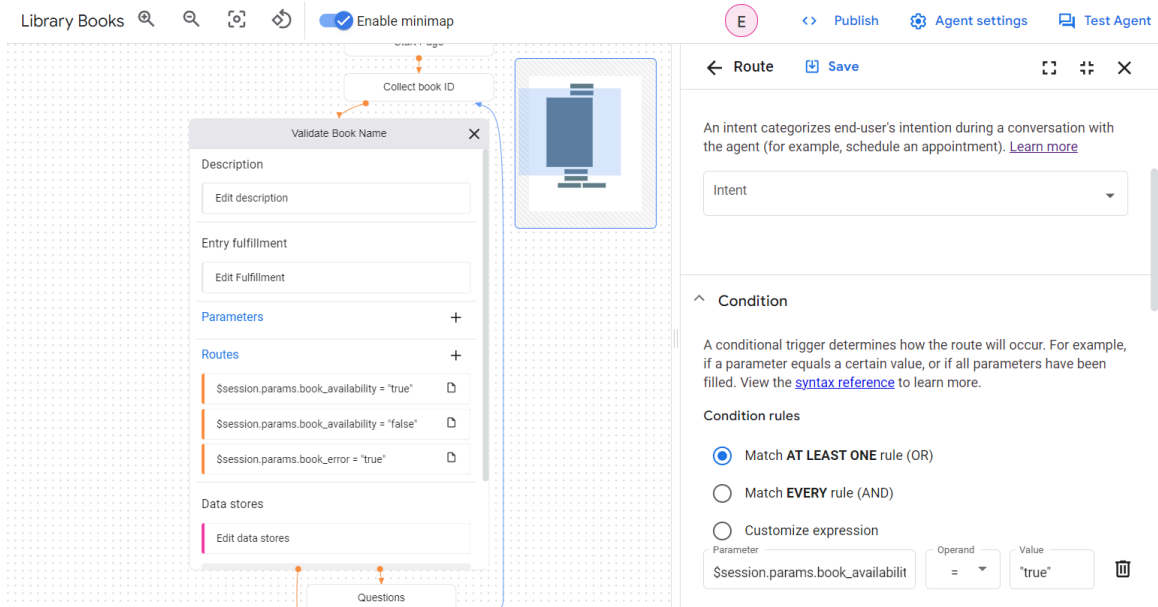 Library Books
Enable minimap
E
Publish
Agent settings
Test Agent
Start Page
Collect book ID
Validate Book Name
Description
Edit description
Entry fulfillment
Edit Fulfillment
Parameters
Routes
$session.params.book_availability = "true"
$session.params.book_availability = "false"
$session.params.book_error = "true"
Data stores
Edit data stores
Questions
Route
Save
An intent categorizes end-user's intention during a conversation with
the agent (for example, schedule an appointment). Learn more
Intent
Condition
A conditional trigger determines how the route will occur. For example,
if a parameter equals a certain value, or if all parameters have been
filled. View the syntax reference to learn more.
Condition rules
Match AT LEAST ONE rule (OR)
Match EVERY rule (AND)
Customize expression
Parameter
$session.params.book_availabilit
Operand
=
Value
"true"